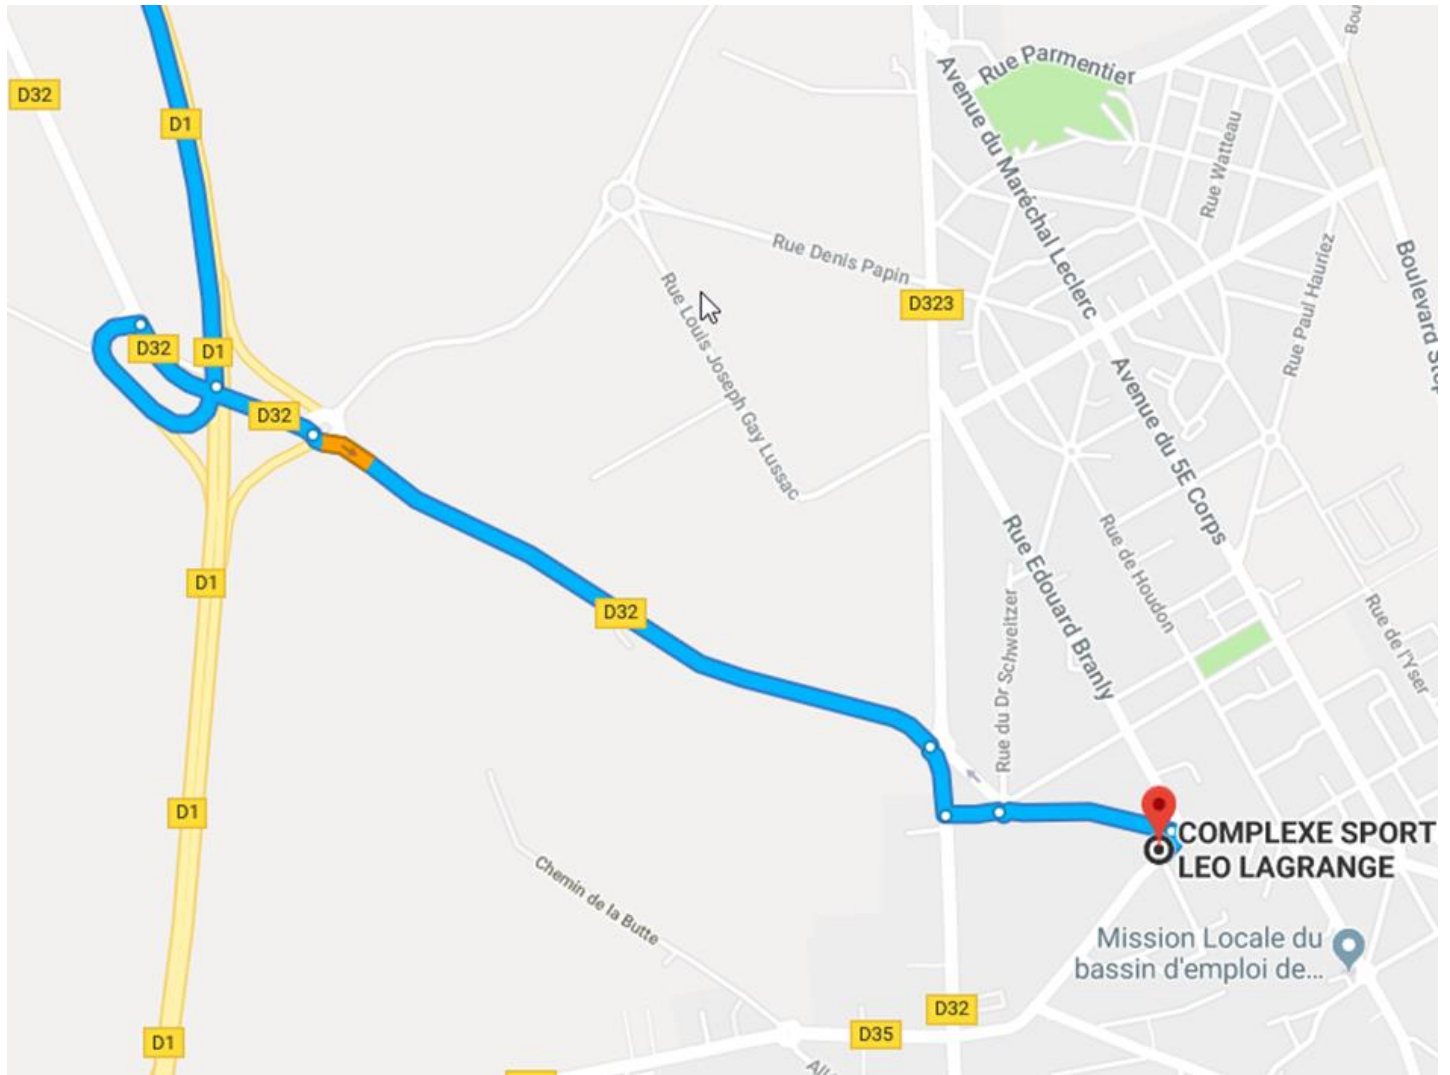 Bou
Rue Parmentier
D32
D1
Avenue du Maréchal Leclerc
Rue Watteau
Rue Denis Papin
Boulevard Stop
Rue Paul Hauriez
D323
Rue Louis Joseph Gay Lussac
D32
D1
D32
Avenue du 5E Corps
Rue de Houdon
Rue Edouard Branly
D1
D32
Rue du Dr Schweitzer
Rue de l'Yser
D1
COMPLEXE SPORT
LEO LAGRANGE
Chemin de la Butte
Mission Locale du
bassin d'emploi de...
D32
D35
D1